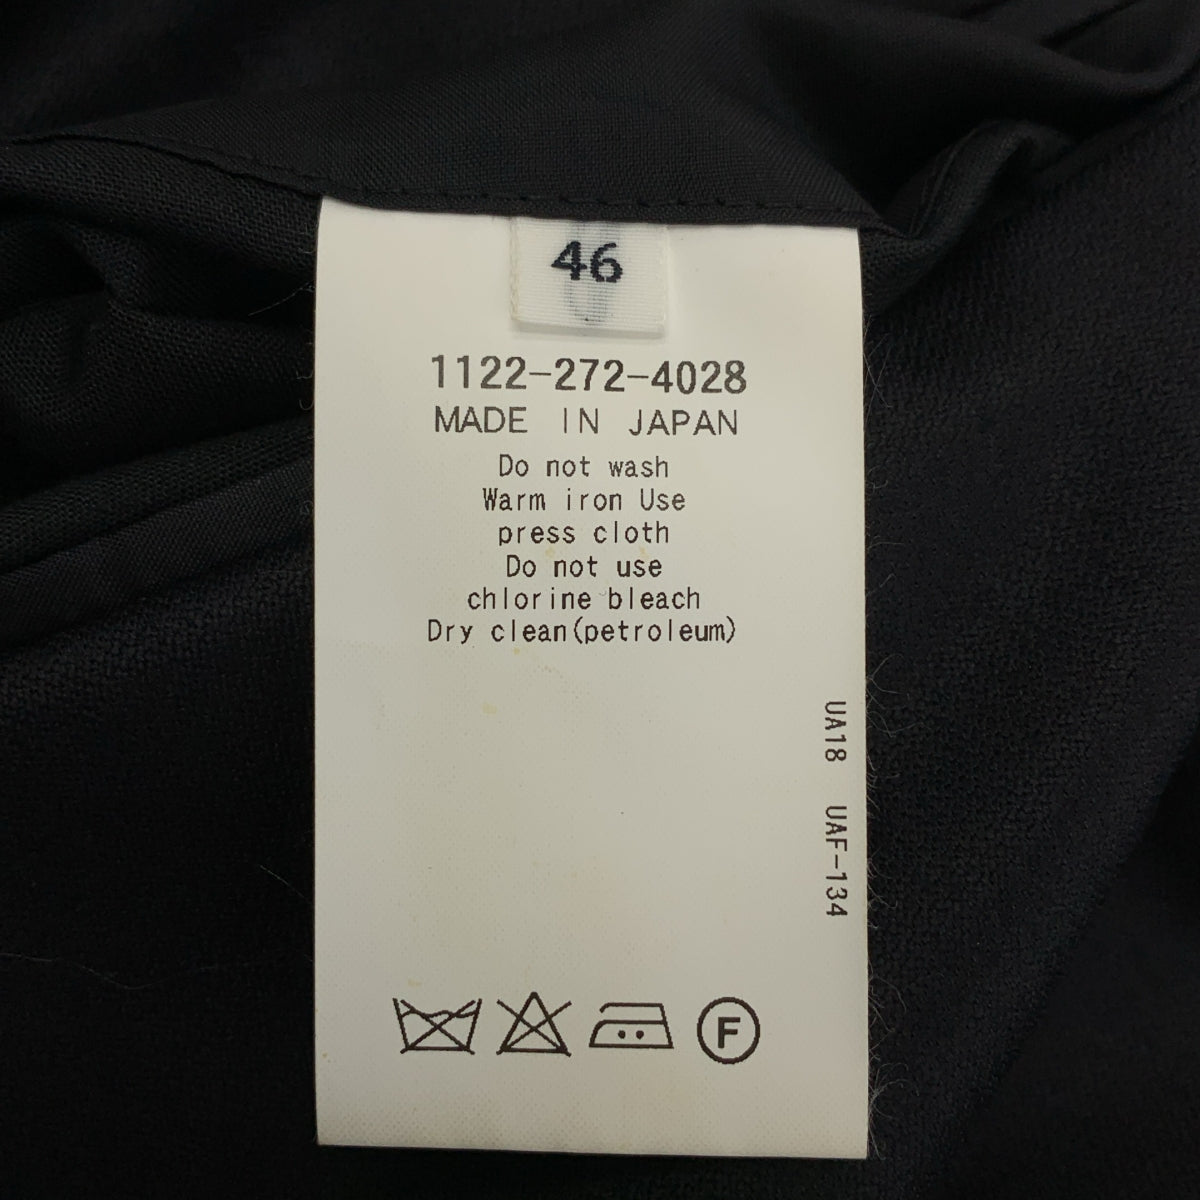 46
1122-272-4028
MADE IN JAPAN
Do not wash
Warm iron Use
press cloth
Do not use
chlorine bleach
Dry clean(petroleum)
UA18 UAF-134
F